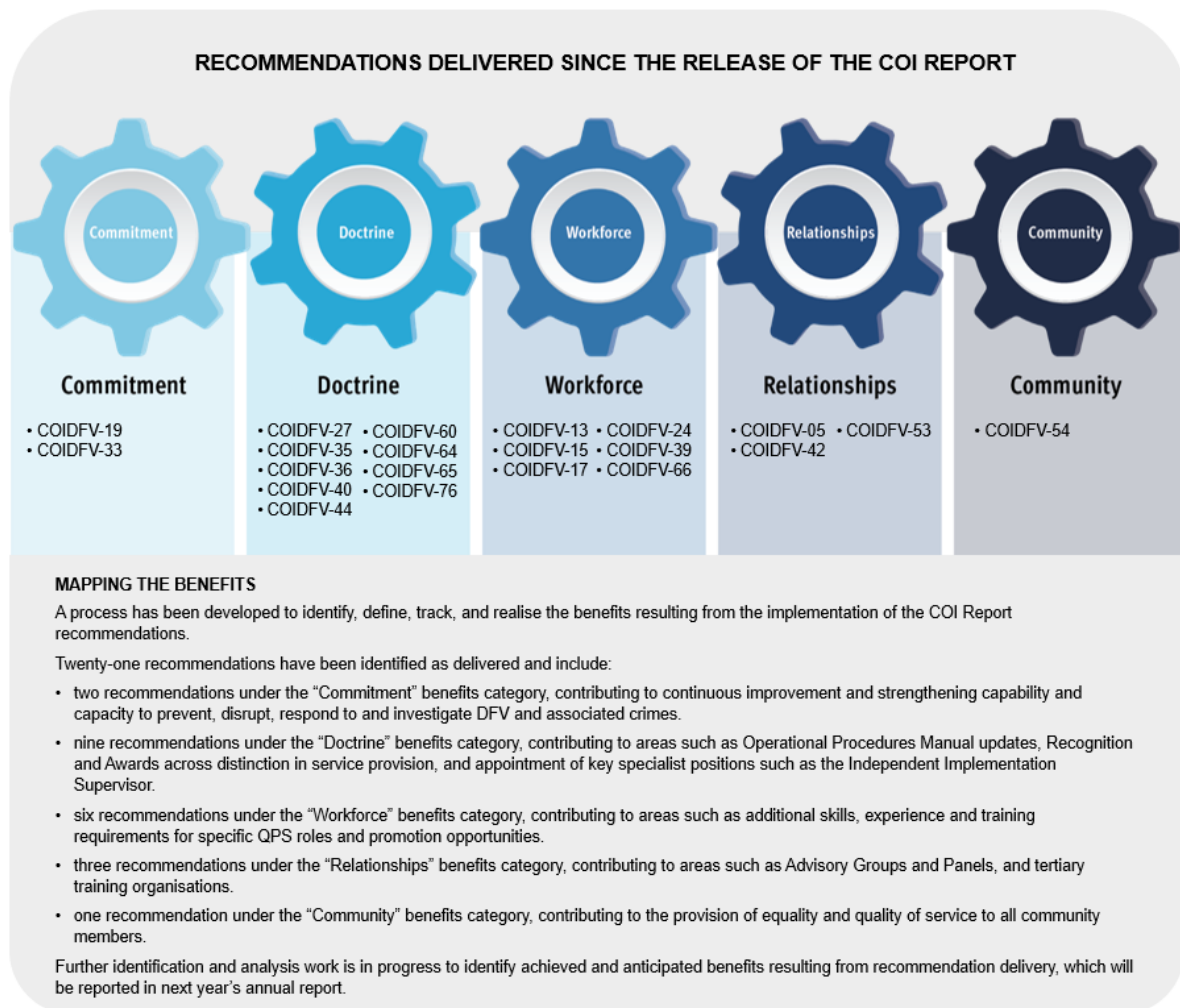 RECOMMENDATIONS DELIVERED SINCE THE RELEASE OF THE COI REPORT
Commitment
Doctrine
Workforce
Relationships
Community
Commitment
• COIDFV-19
• COIDFV-33
Doctrine
• COIDFV-27 • COIDFV-60
• COIDFV-35 • COIDFV-64
• COIDFV-36 • COIDFV-65
• COIDFV-40 • COIDFV-76
• COIDFV-44
Workforce
• COIDFV-13 • COIDFV-24
• COIDFV-15 • COIDFV-39
• COIDFV-17 • COIDFV-66
Relationships
• COIDFV-05 • COIDFV-53
• COIDFV-42
Community
• COIDFV-54
MAPPING THE BENEFITS
A process has been developed to identify, define, track, and realise the benefits resulting from the implementation of the COI Report
recommendations.
Twenty-one recommendations have been identified as delivered and include:
• two recommendations under the “Commitment” benefits category, contributing to continuous improvement and strengthening capability and
capacity to prevent, disrupt, respond to and investigate DFV and associated crimes.
• nine recommendations under the “Doctrine” benefits category, contributing to areas such as Operational Procedures Manual updates, Recognition
and Awards across distinction in service provision, and appointment of key specialist positions such as the Independent Implementation
Supervisor.
• six recommendations under the “Workforce” benefits category, contributing to areas such as additional skills, experience and training
requirements for specific QPS roles and promotion opportunities.
• three recommendations under the “Relationships” benefits category, contributing to areas such as Advisory Groups and Panels, and tertiary
training organisations.
• one recommendation under the “Community” benefits category, contributing to the provision of equality and quality of service to all community
members.
Further identification and analysis work is in progress to identify achieved and anticipated benefits resulting from recommendation delivery, which will
be reported in next year’s annual report.